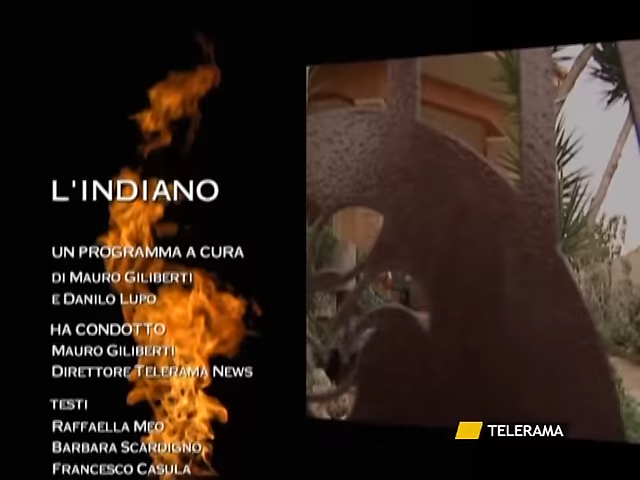 L'INDIANO
UN PROGRAMMA A CURA
DI MAURO GILIBERTI
E DANILO LUPO
HA CONDOTTO
MAURO GILIBERTI
DIRETTORE TELERAMA NEWS
TESTI
RAFFAELLA MEO
BARBARA SCARDIGNO
FRANCESCO CASULA
TELERAMA